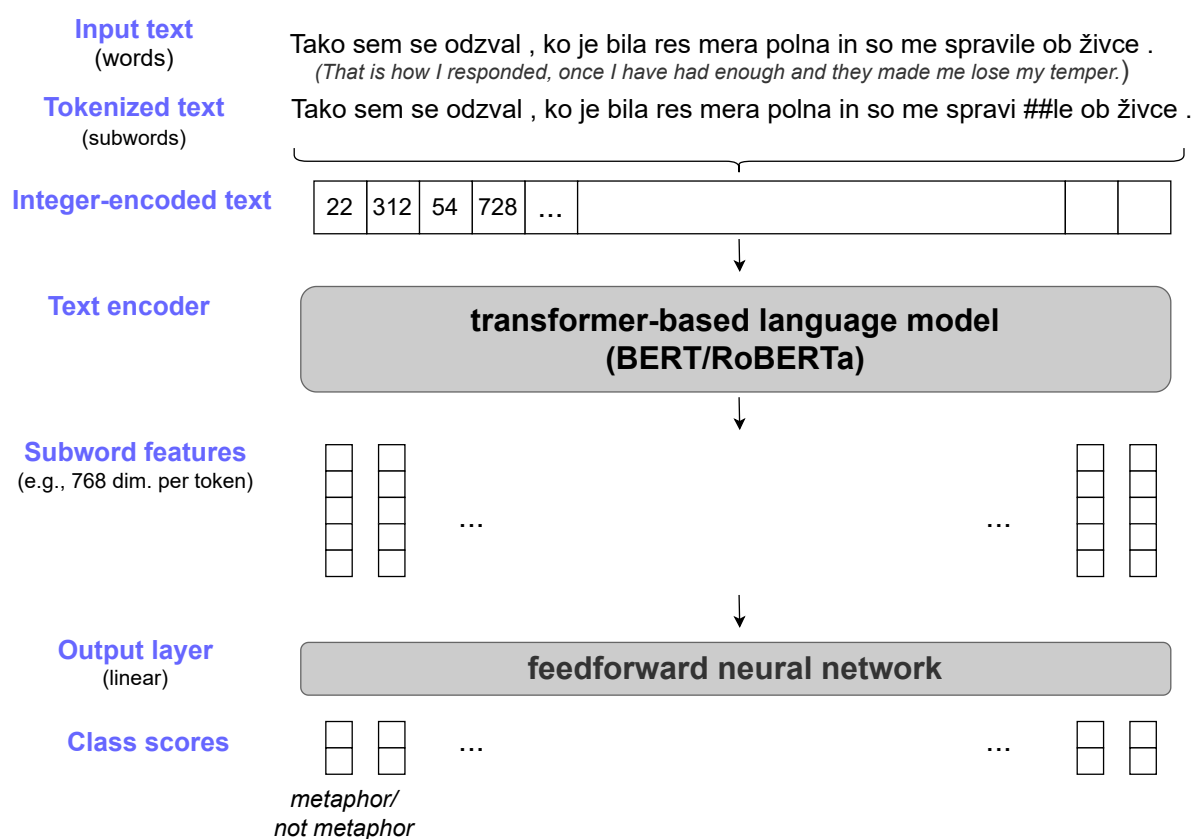 Input text
(words)
Tako sem se odzval , ko je bila res mera polna in so me spravile ob živce .
(That is how I responded, once I have had enough and they made me lose my temper.)
Tokenized text
(subwords)
Tako sem se odzval , ko je bila res mera polna in so me spravi ##le ob živce .
Integer-encoded text
22 312 54 728 ...
Text encoder
transformer-based language model
(BERT/RoBERTa)
Subword features
(e.g., 768 dim. per token)
... ...
Output layer
(linear)
feedforward neural network
Class scores
... ...
metaphor/
not metaphor